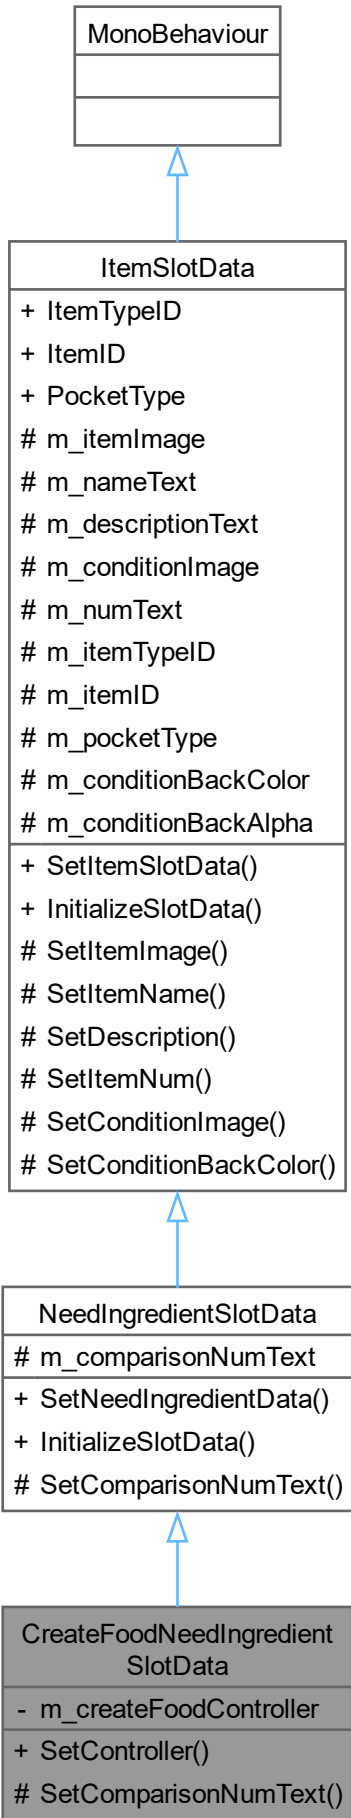 MonoBehaviour
ItemSlotData
+ ItemTypeID
+ ItemID
+ PocketType
# m_itemImage
# m_nameText
# m_descriptionText
# m_conditionImage
# m_numText
# m_itemTypeID
# m_itemID
# m_pocketType
# m_conditionBackColor
# m_conditionBackAlpha
+ SetItemSlotData()
+ InitializeSlotData()
# SetItemImage()
# SetItemName()
# SetDescription()
# SetItemNum()
# SetConditionImage()
# SetConditionBackColor()
NeedIngredientSlotData
# m_comparisonNumText
+ SetNeedIngredientData()
+ InitializeSlotData()
# SetComparisonNumText()
CreateFoodNeedIngredient
SlotData
- m_createFoodController
+ SetController()
# SetComparisonNumText()